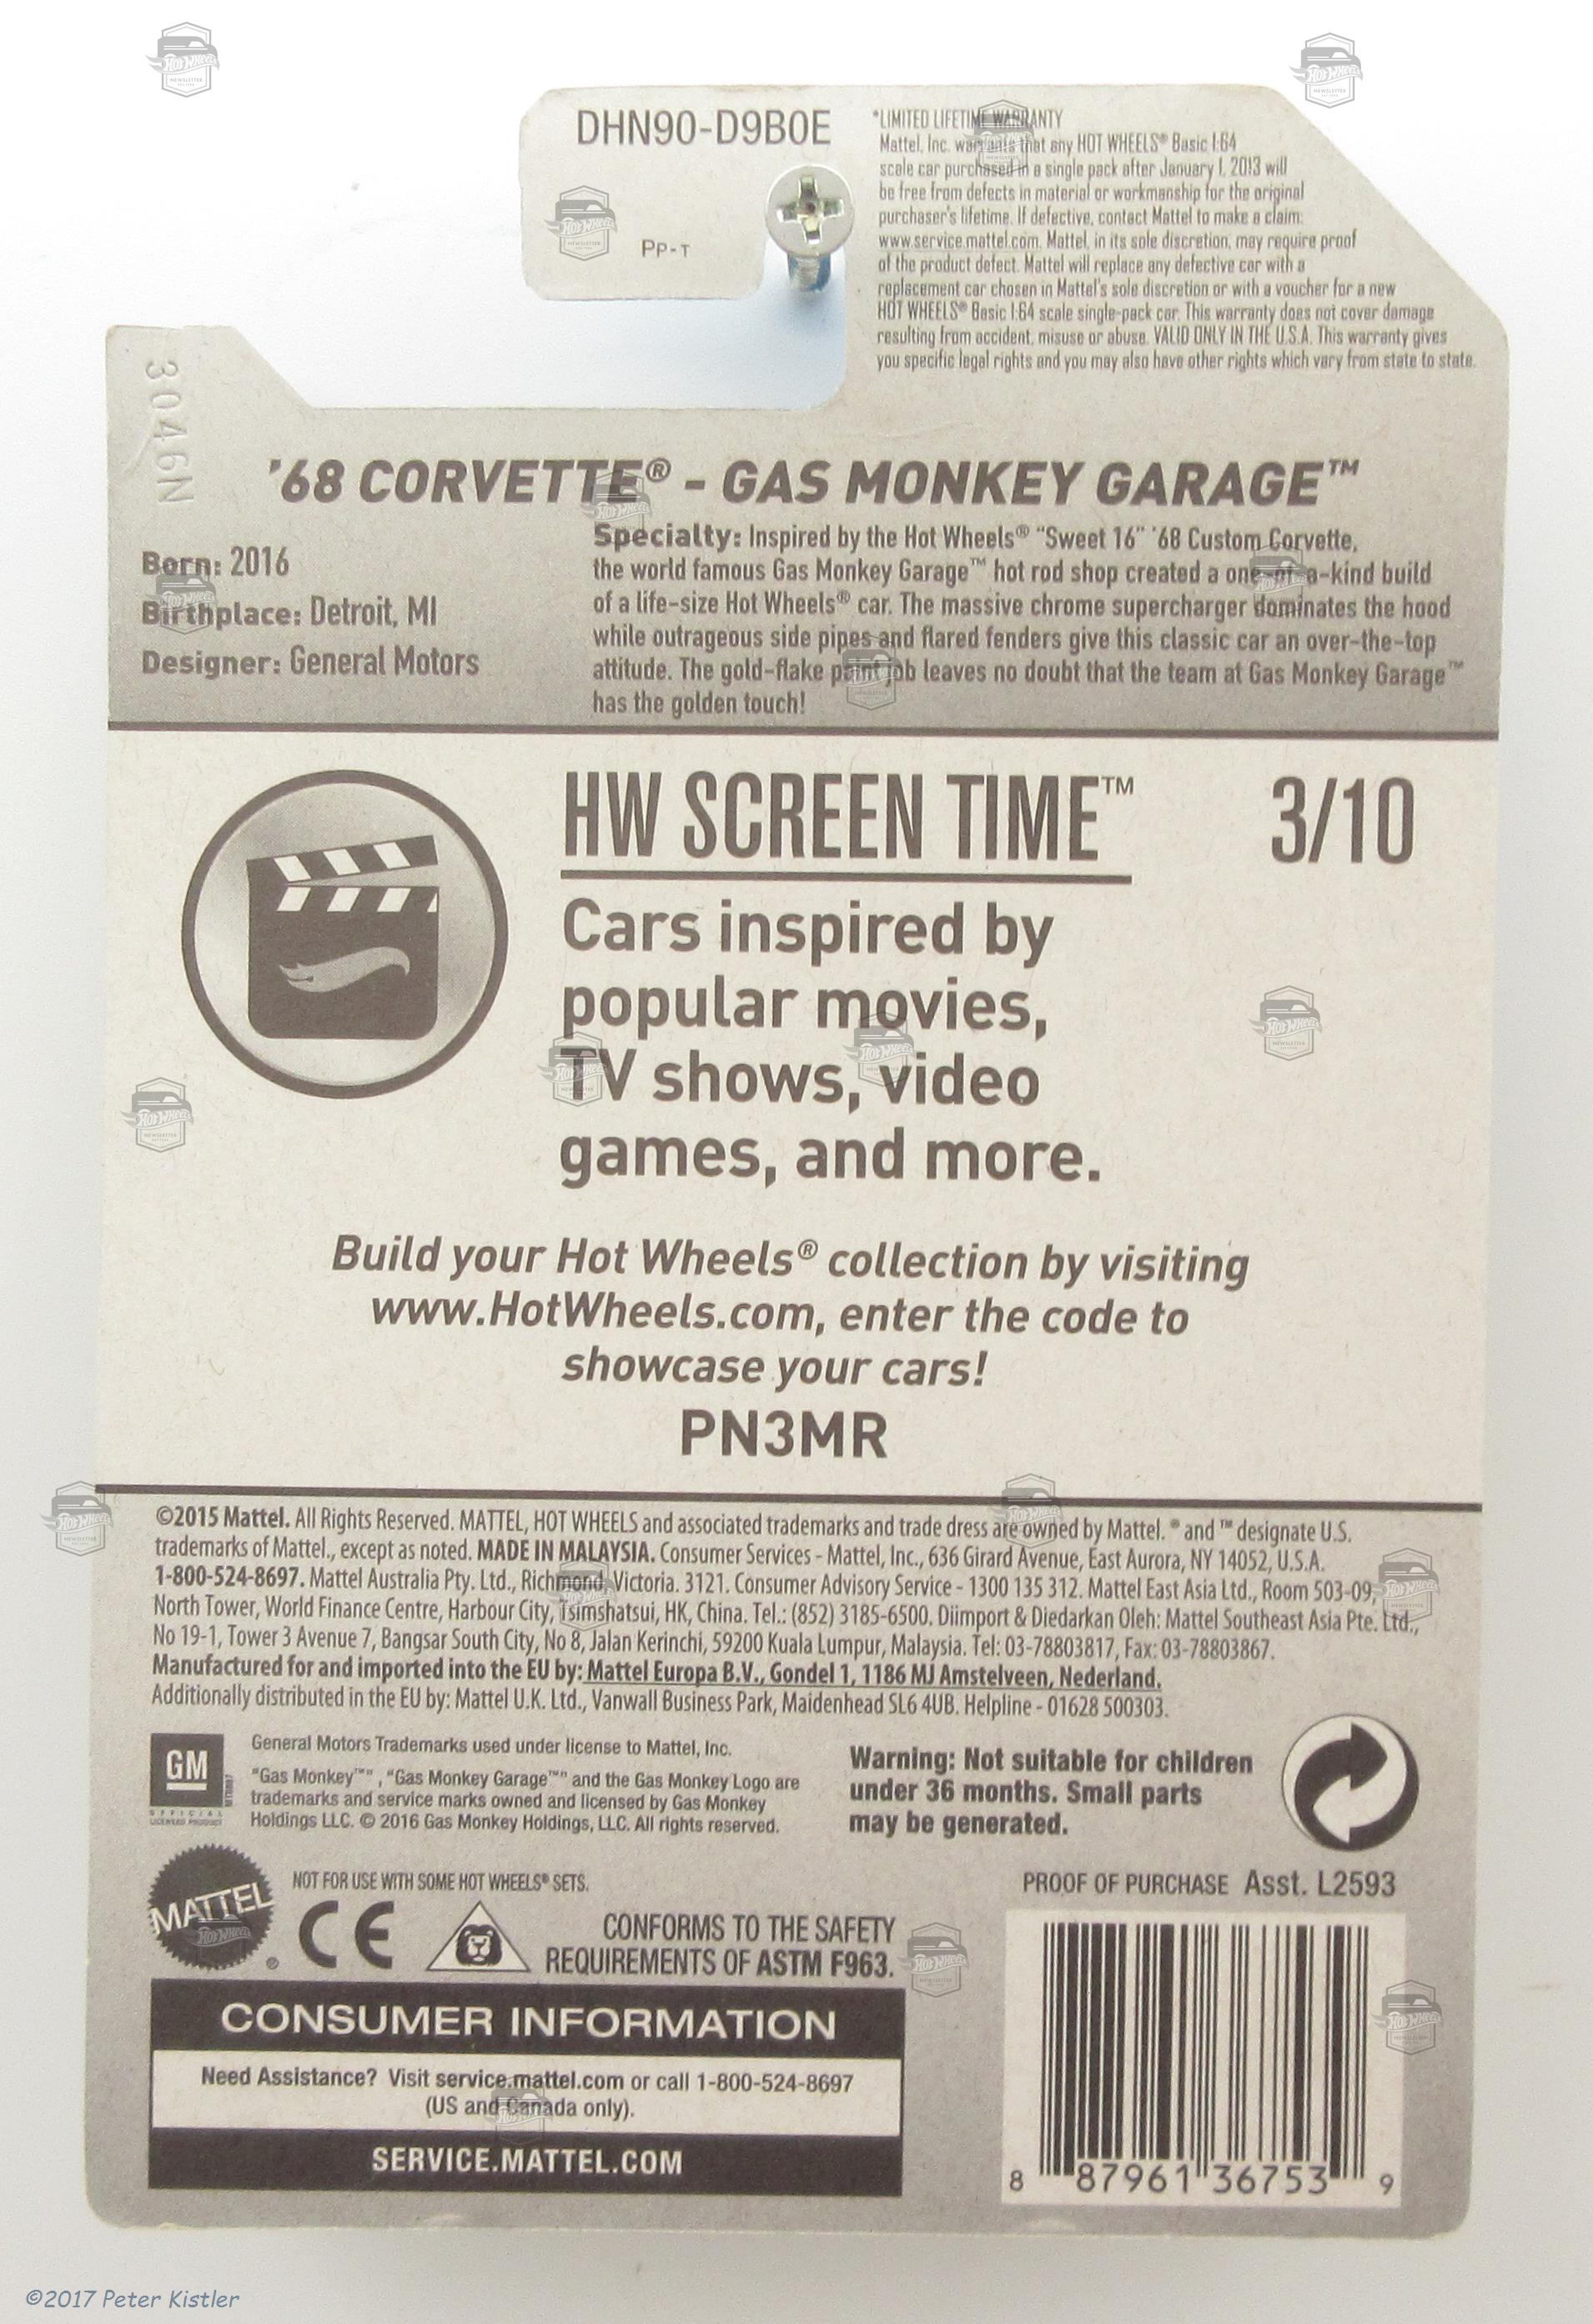 DHN90-D9B0E
PP-T
*LIMITED LIFETIME WARRANTY
Mattel, Inc. warrants that any HOT WHEELS® Basic 1:64
scale car purchased in a single pack after January 1, 2013 will
be free from defects in material or workmanship for the original
purchaser's lifetime. If defective, contact Mattel to make a claim:
www.service.mattel.com. Mattel, in its sole discretion, may require proof
of the product defect. Mattel will replace any defective car with a
replacement car chosen in Mattel's sole discretion or with a voucher for a new
HOT WHEELS® Basic 1:64 scale single-pack car. This warranty does not cover damage
resulting from accident, misuse or abuse. VALID ONLY IN THE U.S.A. This warranty gives
you specific legal rights and you may also have other rights which vary from state to state.
3046N
'68 CORVETTE® - GAS MONKEY GARAGE™
Born: 2016
Birthplace: Detroit, MI
Designer: General Motors
Specialty: Inspired by the Hot Wheels® "Sweet 16" '68 Custom Corvette,
the world famous Gas Monkey Garage™ hot rod shop created a one-of-a-kind build
of a life-size Hot Wheels® car. The massive chrome supercharger dominates the hood
while outrageous side pipes and flared fenders give this classic car an over-the-top
attitude. The gold-flake paint job leaves no doubt that the team at Gas Monkey Garage™
has the golden touch!
HW SCREEN TIME™
3/10
Cars inspired by
popular movies,
TV shows, video
games, and more.
Build your Hot Wheels® collection by visiting
www.HotWheels.com, enter the code to
showcase your cars!
PN3MR
©2015 Mattel. All Rights Reserved. MATTEL, HOT WHEELS and associated trademarks and trade dress are owned by Mattel. ® and ™ designate U.S.
trademarks of Mattel., except as noted. MADE IN MALAYSIA. Consumer Services - Mattel, Inc., 636 Girard Avenue, East Aurora, NY 14052, U.S.A.
1-800-524-8697. Mattel Australia Pty. Ltd., Richmond, Victoria. 3121. Consumer Advisory Service - 1300 135 312. Mattel East Asia Ltd., Room 503-09,
North Tower, World Finance Centre, Harbour City, Tsimshatsui, HK, China. Tel.: (852) 3185-6500. Diimport & Diedarkan Oleh: Mattel Southeast Asia Pte. Ltd.,
No 19-1, Tower 3 Avenue 7, Bangsar South City, No 8, Jalan Kerinchi, 59200 Kuala Lumpur, Malaysia. Tel: 03-78803817, Fax: 03-78803867.
Manufactured for and imported into the EU by: Mattel Europa B.V., Gondel 1, 1186 MJ Amstelveen, Nederland.
Additionally distributed in the EU by: Mattel U.K. Ltd., Vanwall Business Park, Maidenhead SL6 4UB. Helpline - 01628 500303.
GM
OFFICIAL
LICENSED PRODUCT
General Motors Trademarks used under license to Mattel, Inc.
"Gas Monkey™", "Gas Monkey Garage™" and the Gas Monkey Logo are
trademarks and service marks owned and licensed by Gas Monkey
Holdings LLC. © 2016 Gas Monkey Holdings, LLC. All rights reserved.
Warning: Not suitable for children
under 36 months. Small parts
may be generated.
MATTEL
®
NOT FOR USE WITH SOME HOT WHEELS® SETS.
CE
CONFORMS TO THE SAFETY
REQUIREMENTS OF ASTM F963.
PROOF OF PURCHASE Asst. L2593
CONSUMER INFORMATION
Need Assistance? Visit service.mattel.com or call 1-800-524-8697
(US and Canada only).
SERVICE.MATTEL.COM
8 87961 36753 9
©2017 Peter Kistler